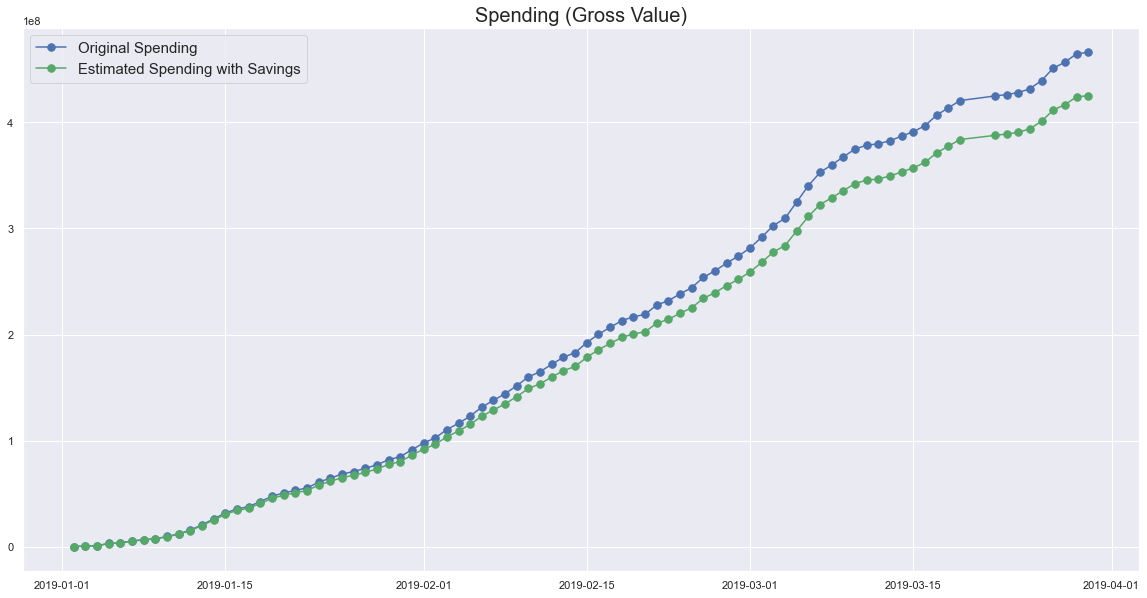 Spending (Gross Value)
1e8
Original Spending
Estimated Spending with Savings
4
3
2
1
0
2019-01-01 2019-01-15 2019-02-01 2019-02-15 2019-03-01 2019-03-15 2019-04-01